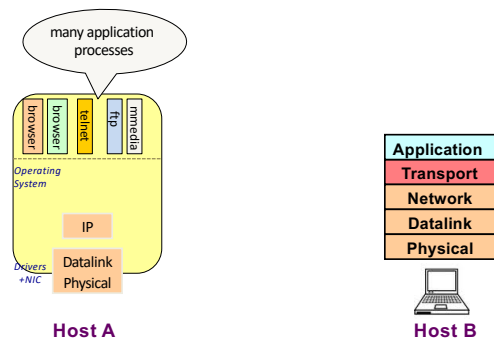 many application
processes
browser
browser
telnet
ftp
mmedia
Operating
System
IP
Drivers
+NIC
Datalink
Physical
Host A
Application
Transport
Network
Datalink
Physical
Host B